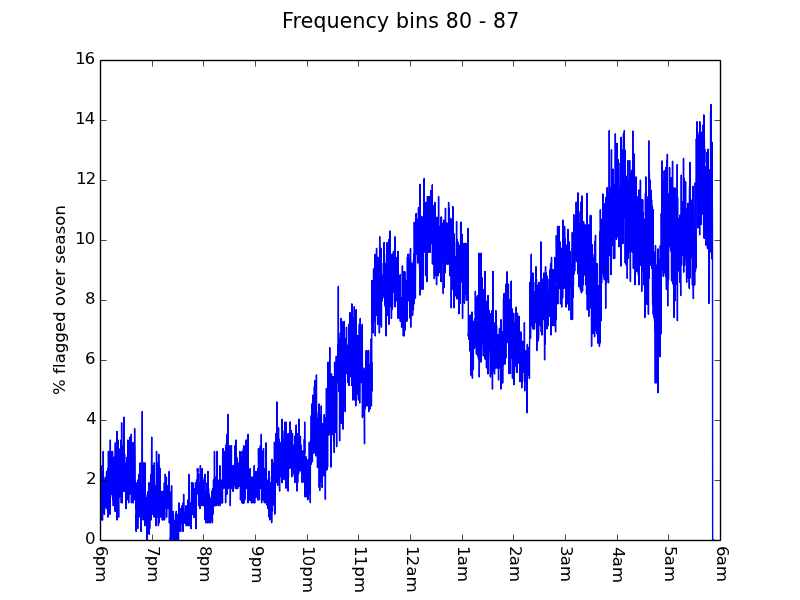 Frequency bins 80 - 87
% flagged over season
16
14
12
10
8
6
4
2
0
6pm
7pm
8pm
9pm
10pm
11pm
12am
1am
2am
3am
4am
5am
6am